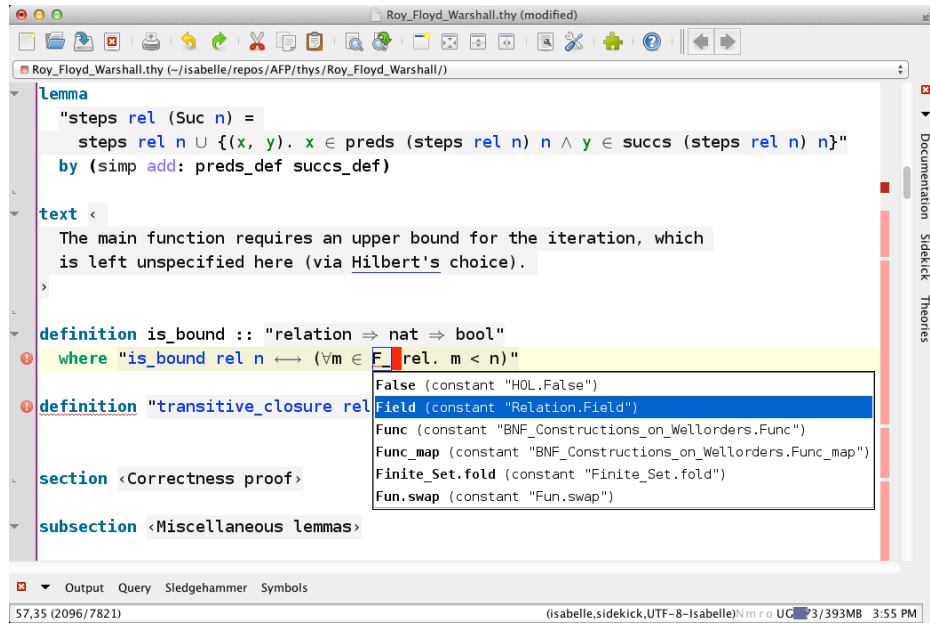 Roy_Floyd_Warshall.thy (modified)
Roy_Floyd_Warshall.thy (~/isabelle/repos/AFP/thys/Roy_Floyd_Warshall/)
lemma
"steps rel (Suc n) =
steps rel n ∪ {(x, y). x ∈ preds (steps rel n) n ∧ y ∈ succs (steps rel n) n}"
by (simp add: preds_def succs_def)
text ‹
The main function requires an upper bound for the iteration, which
is left unspecified here (via Hilbert's choice).
›
definition is_bound :: "relation ⇒ nat ⇒ bool"
where "is_bound rel n ⟷ (∀m ∈ F_ rel. m < n)"
definition "transitive_closure rel
False (constant "HOL.False")
Field (constant "Relation.Field")
Func (constant "BNF_Constructions_on_Wellorders.Func")
Func_map (constant "BNF_Constructions_on_Wellorders.Func_map")
Finite_Set.fold (constant "Finite_Set.fold")
Fun.swap (constant "Fun.swap")
section ‹Correctness proof›
subsection ‹Miscellaneous lemmas›
Documentation
Sidekick
Theories
Output Query Sledgehammer Symbols
57,35 (2096/7821) (isabelle,sidekick,UTF-8-Isabelle) N m r o UG 3/393MB 3:55 PM